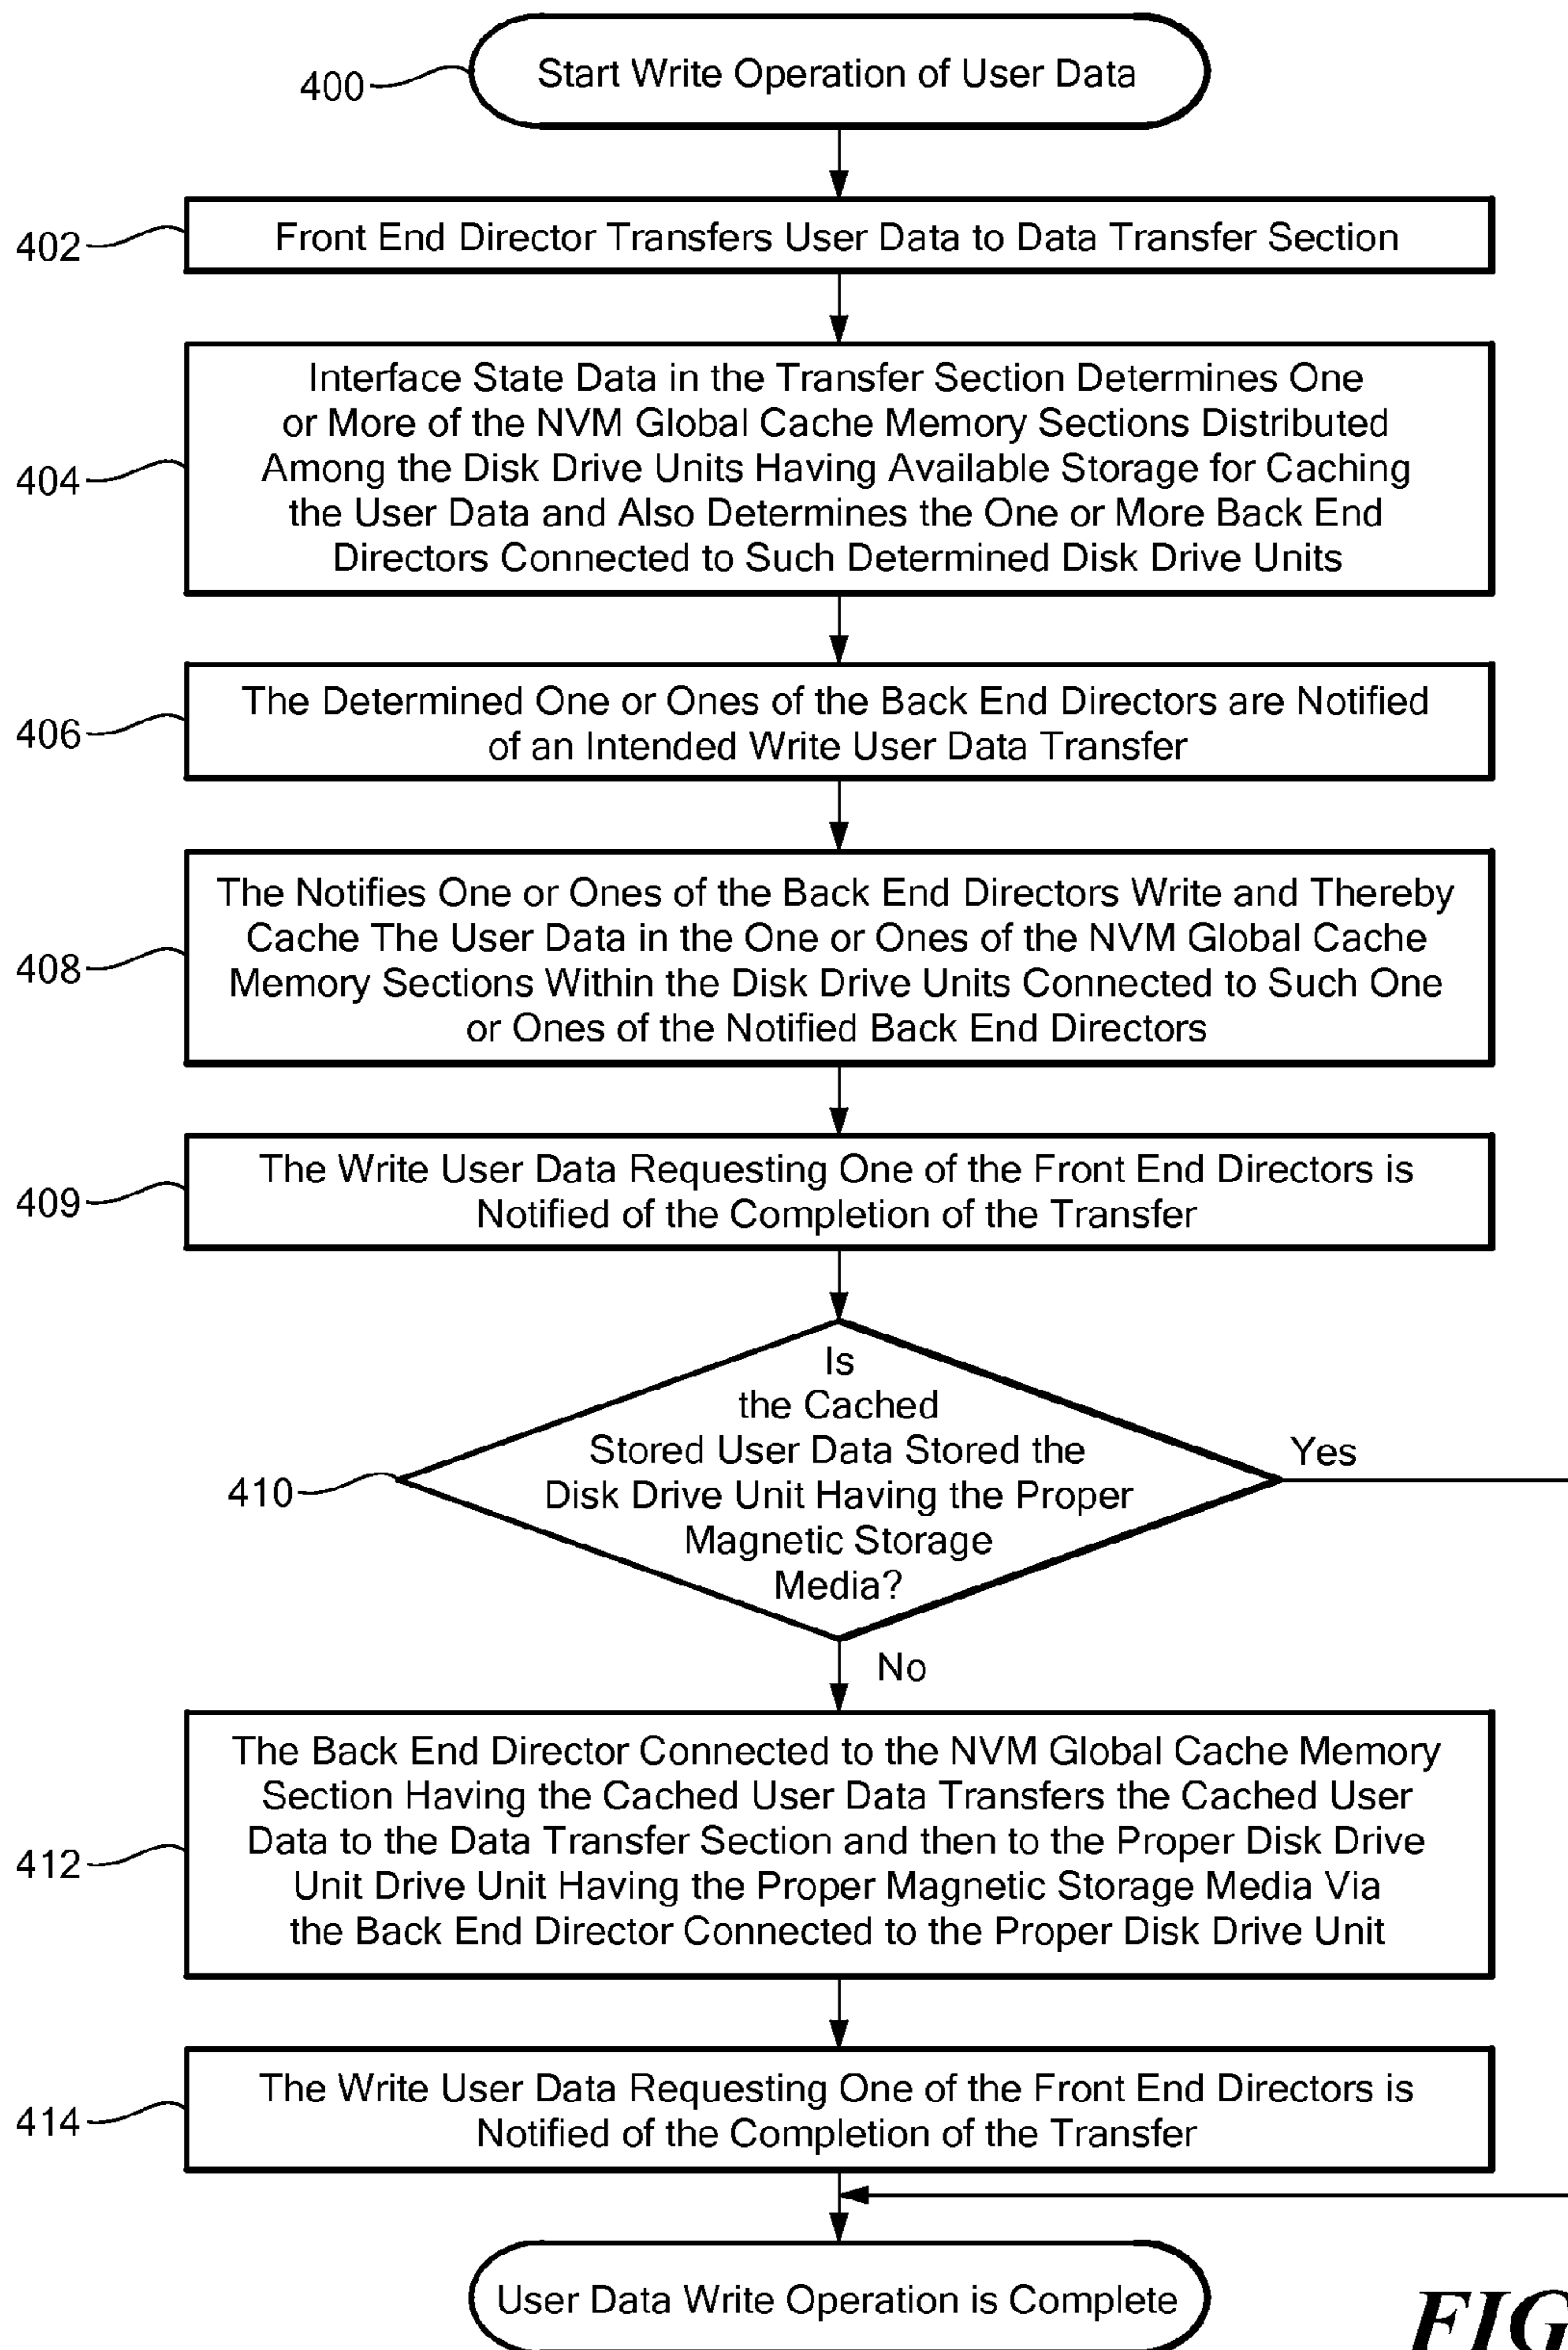 400
Start Write Operation of User Data
402
Front End Director Transfers User Data to Data Transfer Section
404
Interface State Data in the Transfer Section Determines One
or More of the NVM Global Cache Memory Sections Distributed
Among the Disk Drive Units Having Available Storage for Caching
the User Data and Also Determines the One or More Back End
Directors Connected to Such Determined Disk Drive Units
406
The Determined One or Ones of the Back End Directors are Notified
of an Intended Write User Data Transfer
408
The Notifies One or Ones of the Back End Directors Write and Thereby
Cache The User Data in the One or Ones of the NVM Global Cache
Memory Sections Within the Disk Drive Units Connected to Such One
or Ones of the Notified Back End Directors
409
The Write User Data Requesting One of the Front End Directors is
Notified of the Completion of the Transfer
410
Is
the Cached
Stored User Data Stored the
Disk Drive Unit Having the Proper
Magnetic Storage
Media?
Yes
No
412
The Back End Director Connected to the NVM Global Cache Memory
Section Having the Cached User Data Transfers the Cached User
Data to the Data Transfer Section and then to the Proper Disk Drive
Unit Drive Unit Having the Proper Magnetic Storage Media Via
the Back End Director Connected to the Proper Disk Drive Unit
414
The Write User Data Requesting One of the Front End Directors is
Notified of the Completion of the Transfer
User Data Write Operation is Complete
FIG